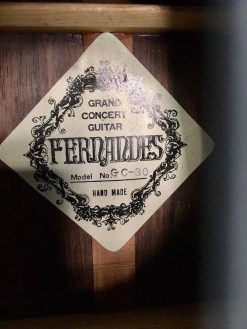 GRAND
CONCERT
GUITAR
FERNANDES
Model No. GC-30
HAND MADE